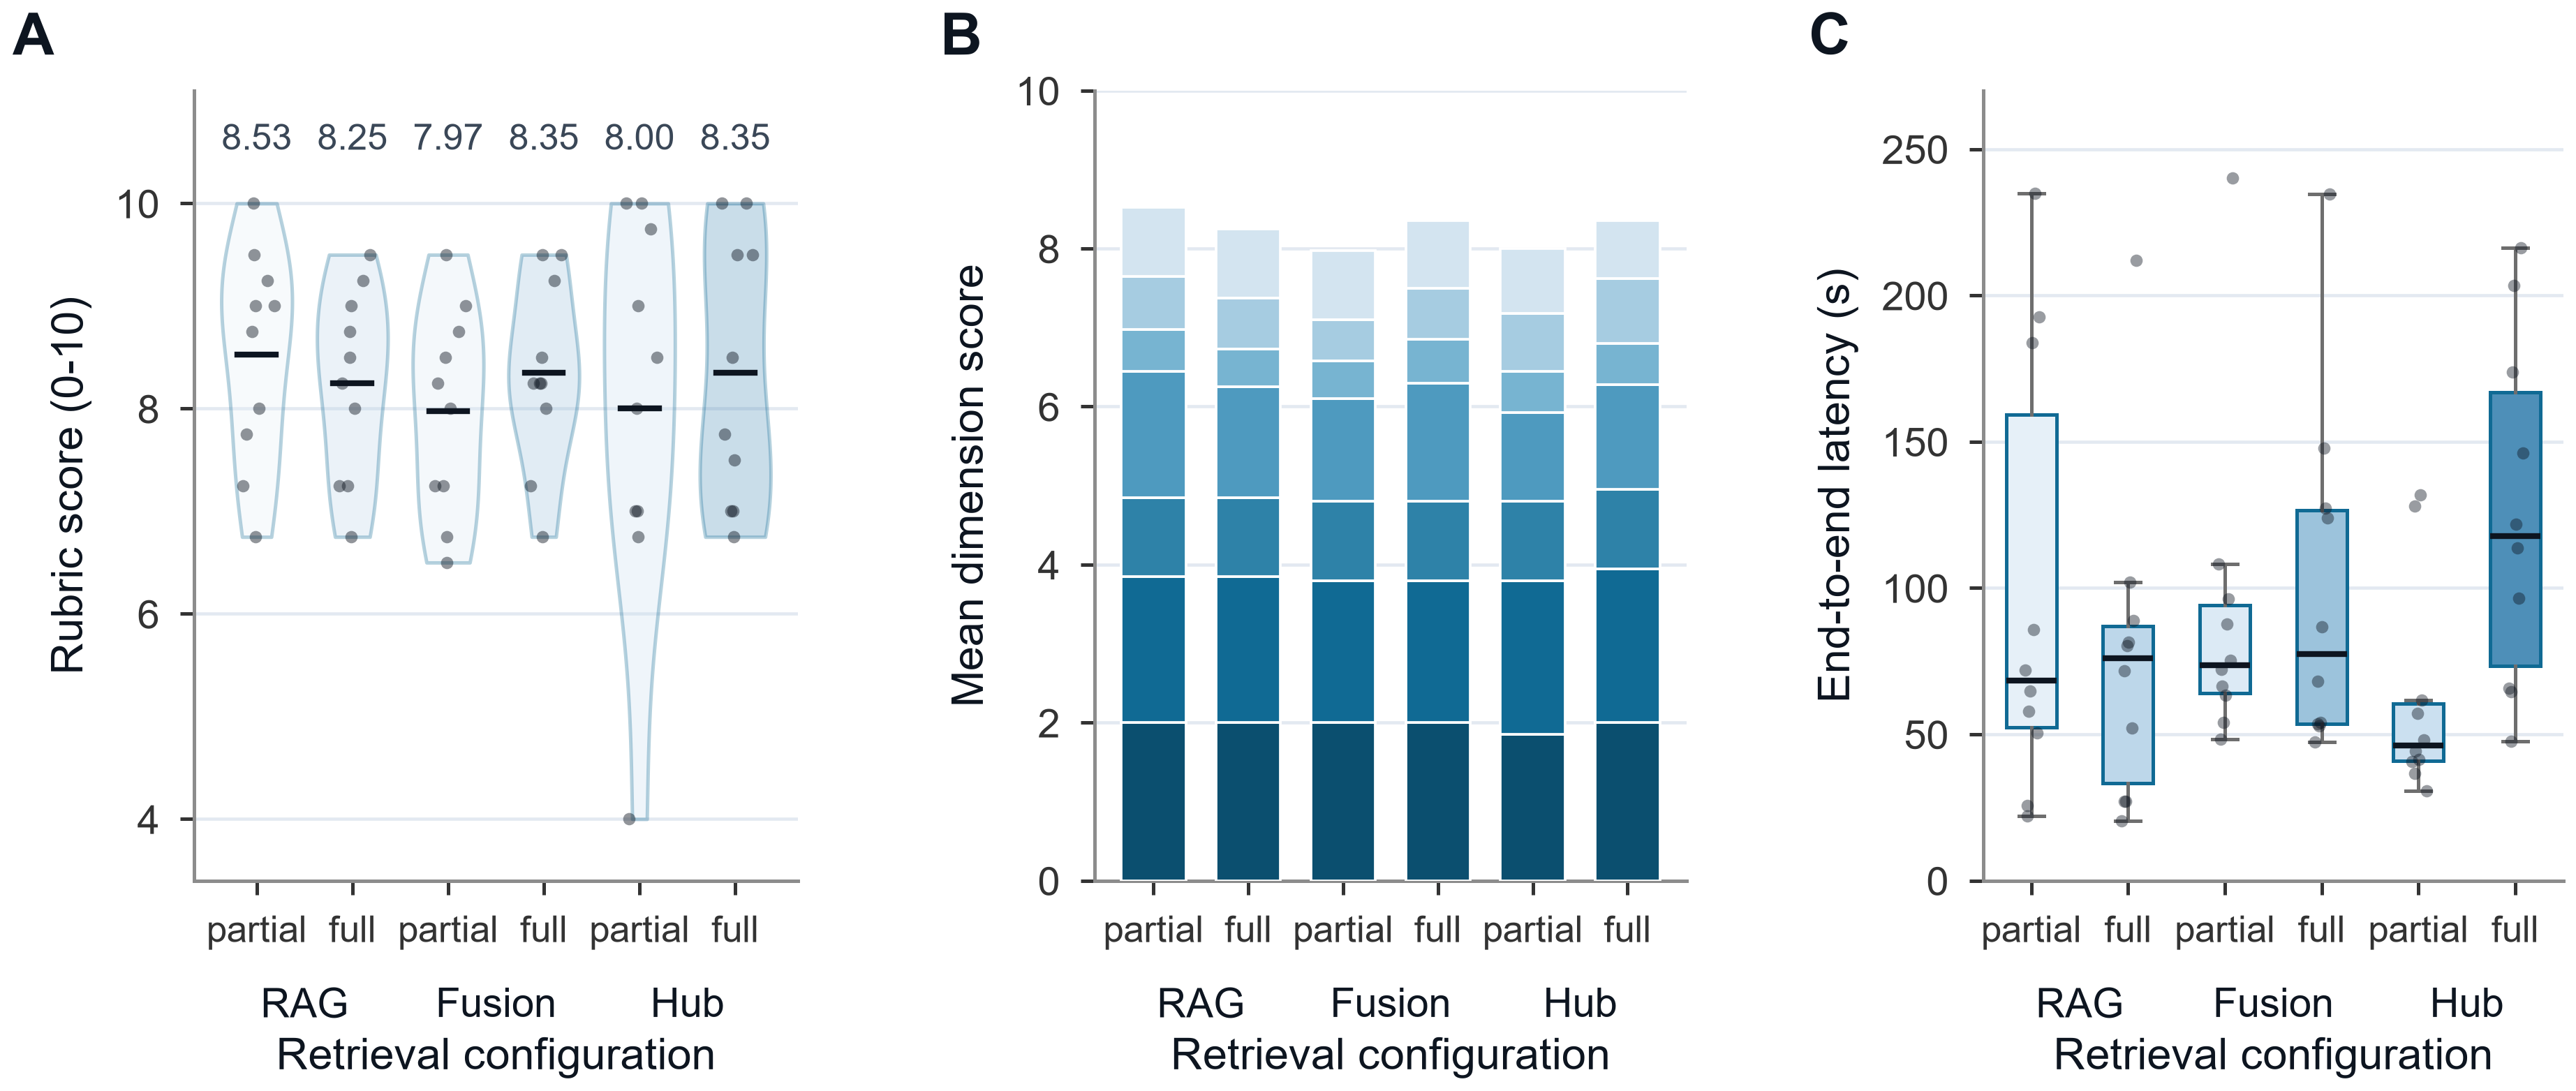 A
Rubric score (0-10)
10
8
6
4
8.53 8.25 7.97 8.35 8.00 8.35
partial full partial full partial full
RAG Fusion Hub
Retrieval configuration
B
Mean dimension score
10
8
6
4
2
0
partial full partial full partial full
RAG Fusion Hub
Retrieval configuration
C
End-to-end latency (s)
250
200
150
100
50
0
partial full partial full partial full
RAG Fusion Hub
Retrieval configuration